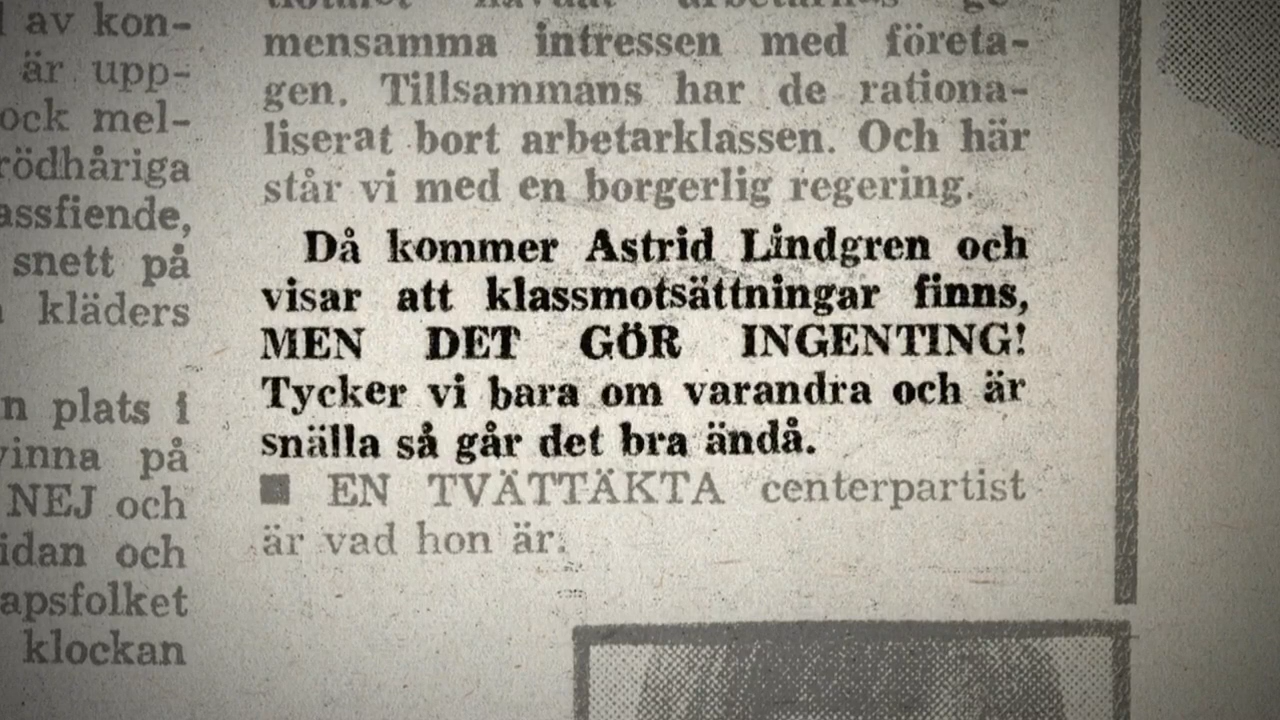 av kon-
är upp-
ock mel-
rödhåriga
assfiende,
snett på
kläders
n plats i
vinna på
NEJ och
idan och
apsfolket
klockan
mensamma intressen med företa-
gen. Tillsammans har de rationa-
liserat bort arbetarklassen. Och här
står vi med en borgerlig regering.
Då kommer Astrid Lindgren och
visar att klassmotsättningar finns,
MEN DET GÖR INGENTING!
Tycker vi bara om varandra och är
snälla så går det bra ändå.
■ EN TVÄTTÄKTA centerpartist
är vad hon är.